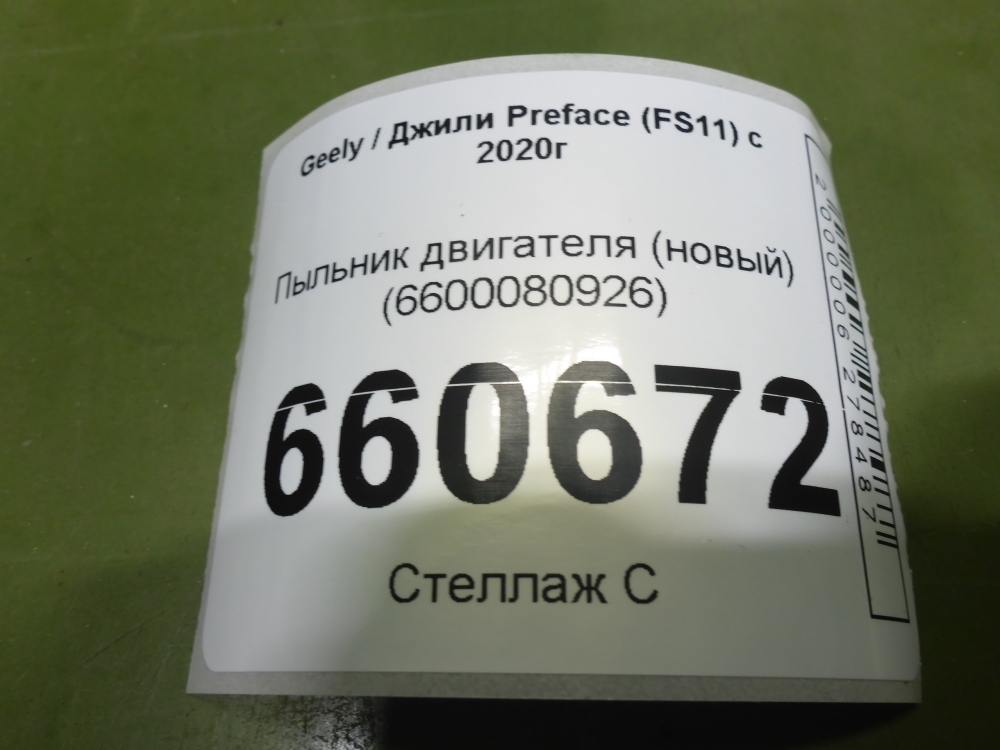 Geely / Джили Preface (FS11) с
2020г
Пыльник двигателя (новый)
(6600080926)
660672
Стеллаж С
2000006278487